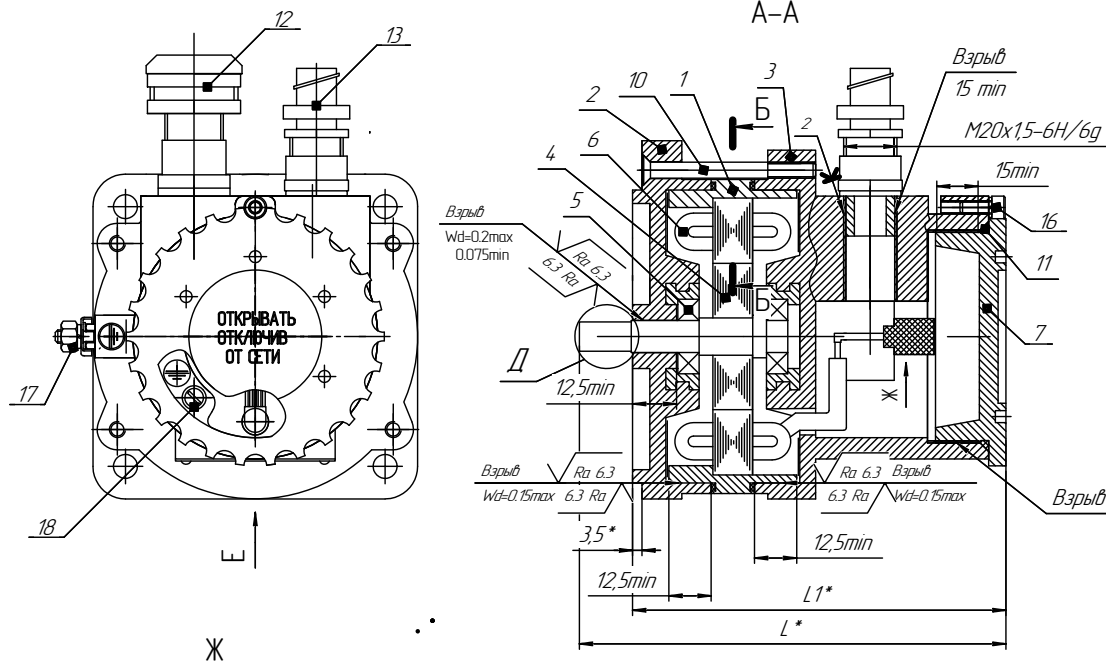 А-А
12
13
17
18
ОТКРЫВАТЬ
ОТКЛЮЧИВ
ОТ СЕТИ
Е
Ж
2
10
1
3
6
4
5
Б
Б
2
Взрыв
15 min
М20х1,5-6Н/6g
15min
16
11
7
Взрыв
Wd=0.2max
0.075min
Ra 6.3
6.3 Ra
Д
12,5min
Ж
Взрыв
Ra 6.3
Wd=0.15max
6.3 Ra
Ra 6.3
Взрыв
6.3 Ra
Wd=0.15max
Взрыв
3,5*
12,5min
12,5min
L1*
L*